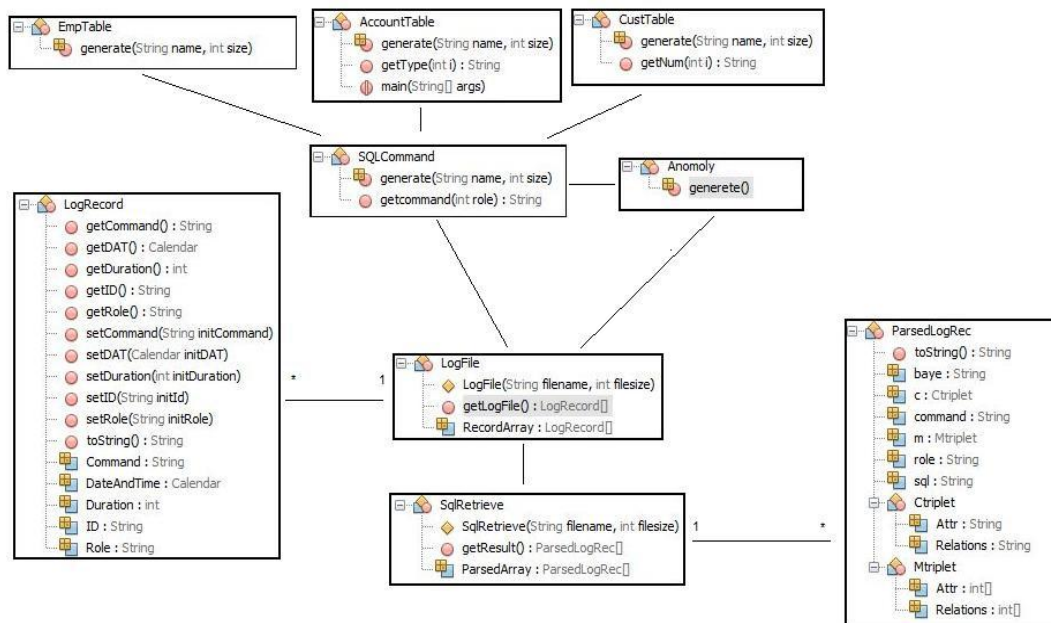 EmpTable
generate(String name, int size)
AccountTable
generate(String name, int size)
getType(int i) : String
main(String[] args)
CustTable
generate(String name, int size)
getNum(int i) : String
SQLCommand
generate(String name, int size)
getcommand(int role) : String
Anomoly
generete()
LogRecord
getCommand() : String
getDAT() : Calendar
getDuration() : int
getID() : String
getRole() : String
setCommand(String initCommand)
setDAT(Calendar initDAT)
setDuration(int initDuration)
setID(String initId)
setRole(String initRole)
toString() : String
Command : String
DateAndTime : Calendar
Duration : int
ID : String
Role : String
* 1
LogFile
LogFile(String filename, int filesize)
getLogFile() : LogRecord[]
RecordArray : LogRecord[]
SqlRetrieve
SqlRetrieve(String filename, int filesize)
getResult() : ParsedLogRec[]
ParsedArray : ParsedLogRec[]
1 *
ParsedLogRec
toString() : String
baye : String
c : Ctriplet
command : String
m : Mtriplet
role : String
sql : String
Ctriplet
Attr : String
Relations : String
Mtriplet
Attr : int[]
Relations : int[]